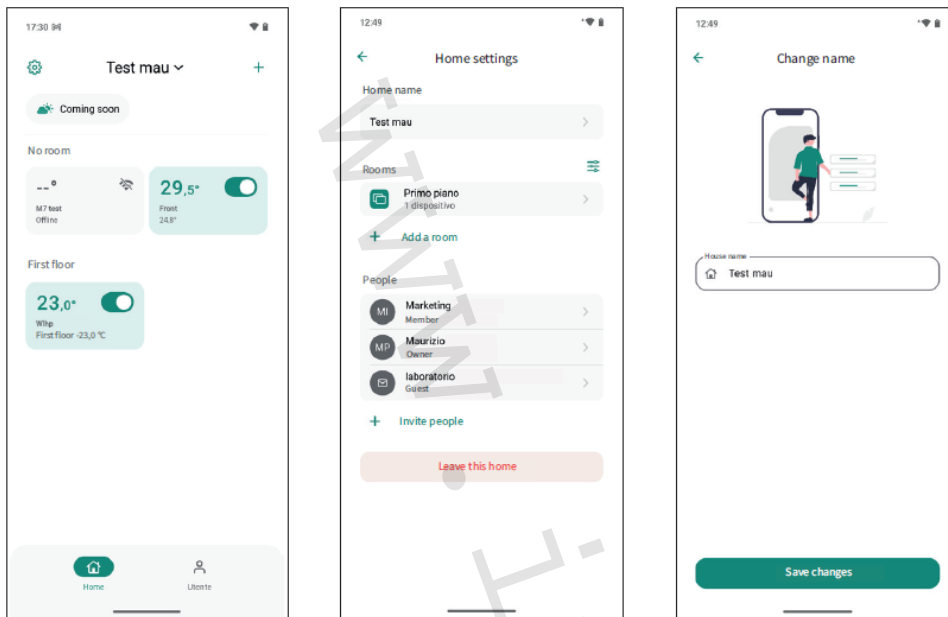 17:30
Test mau
+
Coming soon
No room
--°
M7 test
Offline
29,5°
Front
24,8°
First floor
23,0°
Wihp
First floor -23,0 °C
Home
Utente
12:49
Home settings
Home name
Test mau
Rooms
Primo piano
1 dispositivo
+ Add a room
People
MI
Marketing
Member
MP
Maurizio
Owner
laboratorio
Guest
+ Invite people
Leave this home
www.i
12:49
Change name
House name
Test mau
Save changes